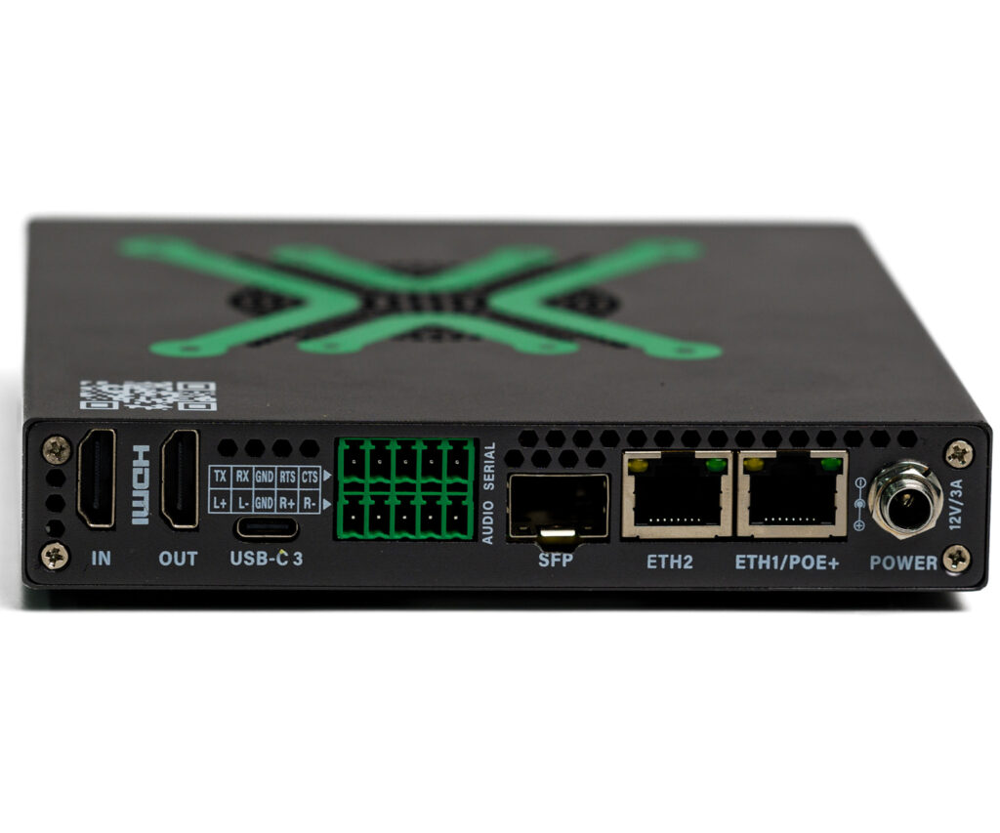 HDMI
IN
OUT
TX RX GND RTS CTS
L+ L- GND R+ R-
USB-C 3
AUDIO SERIAL
SFP
ETH2
ETH1/POE+
POWER
12V/3A